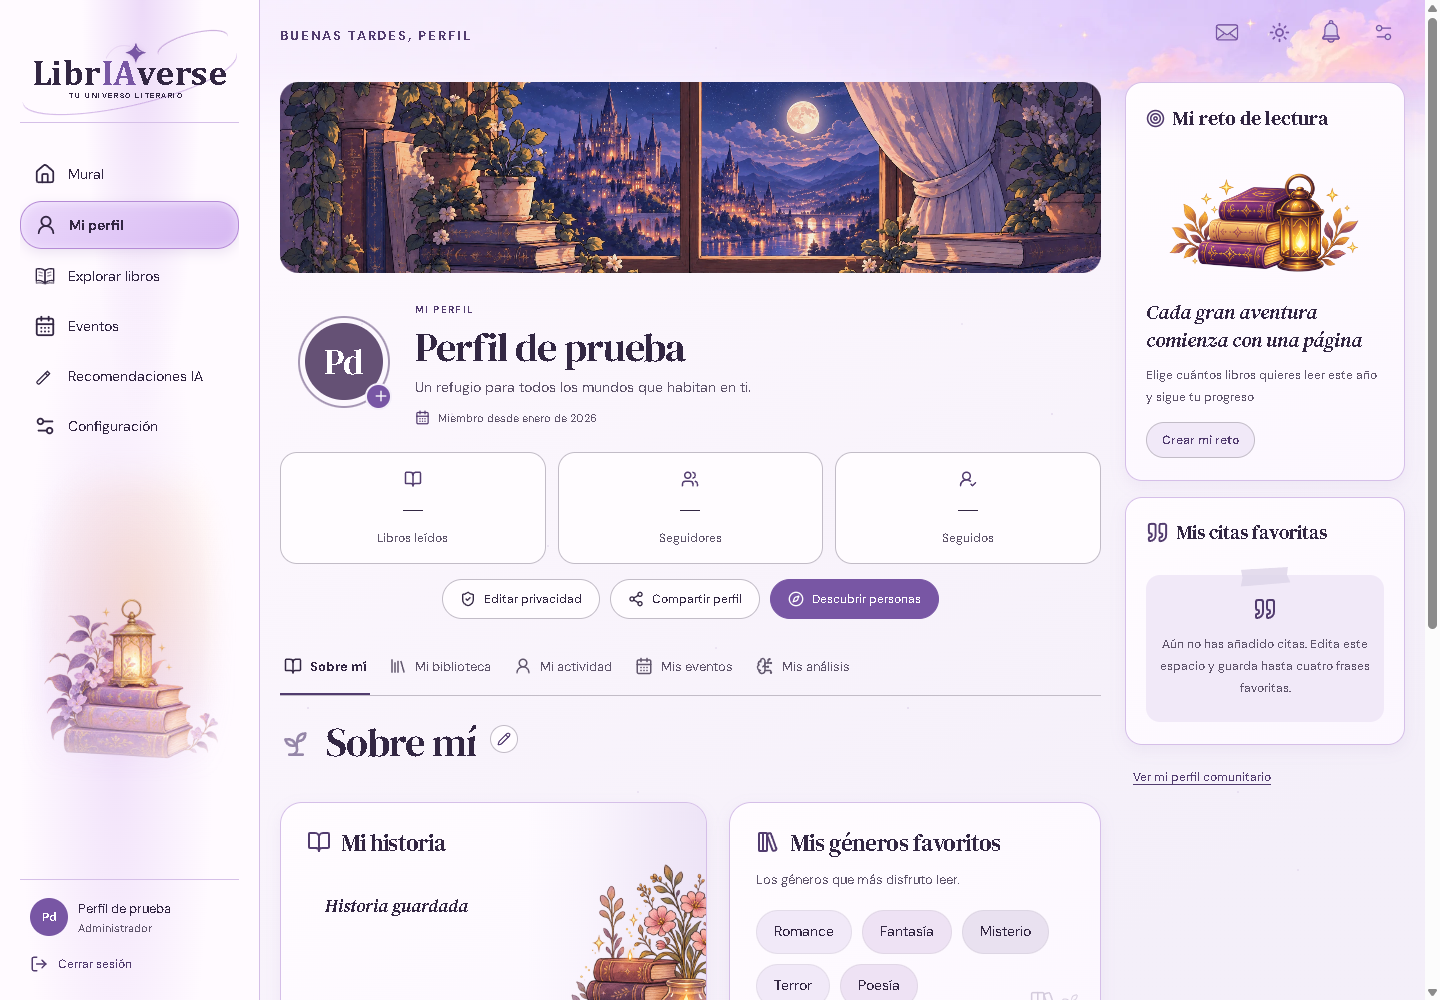 LibrIAverse
TU UNIVERSO LITERARIO
Mural
Mi perfil
Explorar libros
Eventos
Recomendaciones IA
Configuración
Pd
Perfil de prueba
Administrador
Cerrar sesión
BUENAS TARDES, PERFIL
Pd
MI PERFIL
Perfil de prueba
Un refugio para todos los mundos que habitan en ti.
Miembro desde enero de 2026
—
Libros leídos
—
Seguidores
—
Seguidos
Editar privacidad
Compartir perfil
Descubrir personas
Sobre mí
Mi biblioteca
Mi actividad
Mis eventos
Mis análisis
Sobre mí
Mi historia
Historia guardada
Mis géneros favoritos
Los géneros que más disfruto leer.
Romance
Fantasía
Misterio
Terror
Poesía
Mi reto de lectura
Cada gran aventura
comienza con una página
Elige cuántos libros quieres leer este año
y sigue tu progreso
Crear mi reto
Mis citas favoritas
Aún no has añadido citas. Edita este
espacio y guarda hasta cuatro frases
favoritas.
Ver mi perfil comunitario